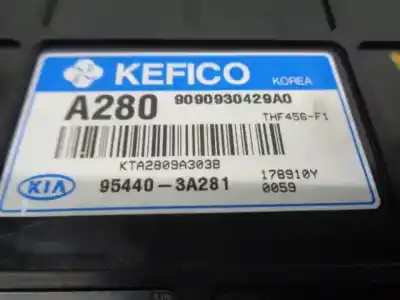 KEFICO KOREA
A280 9090930429A0
THF456-F1
KTA2809A303B
KIA 95440-3A281 178910Y
0059